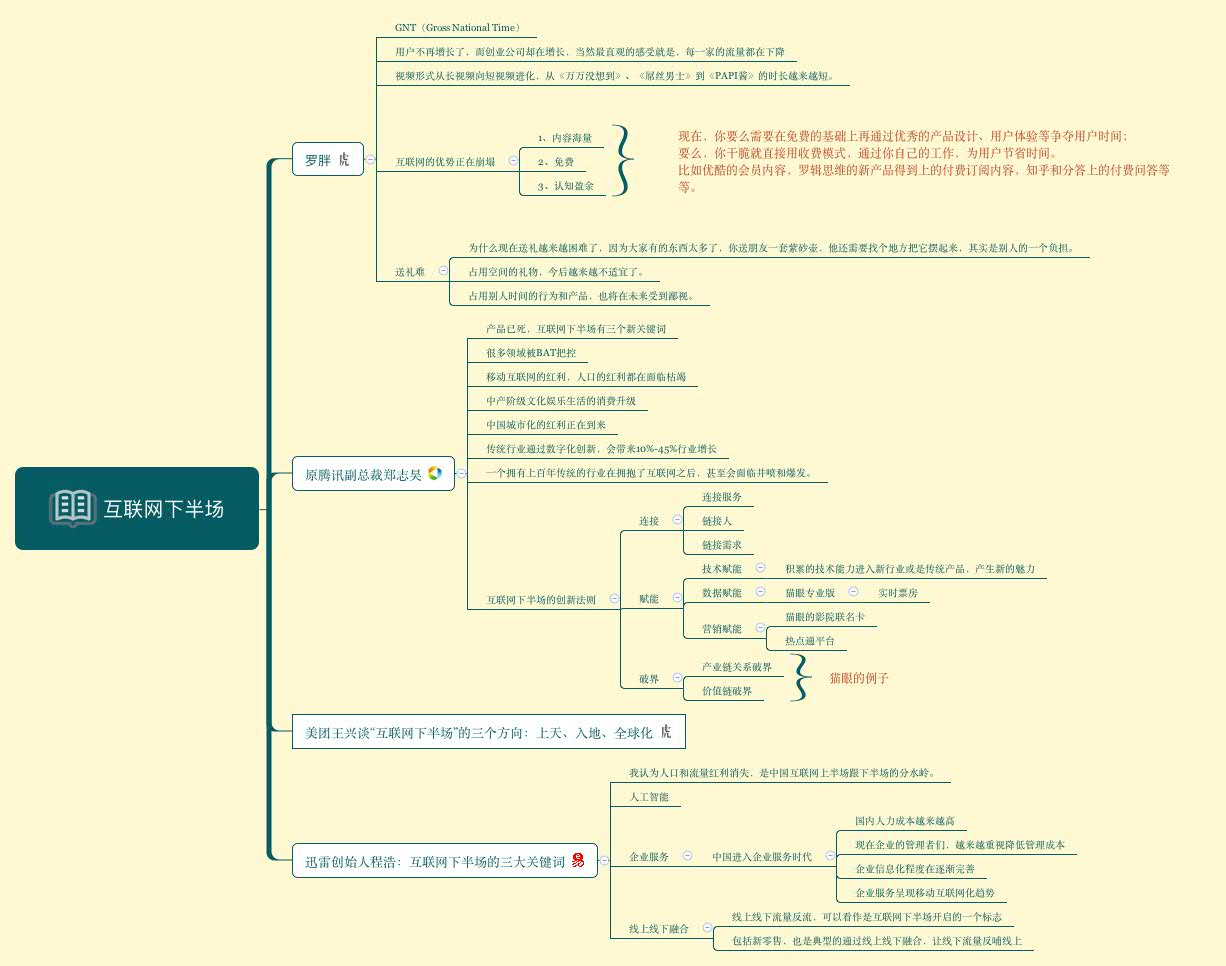 GNT（Gross National Time）
用户不再增长了，而创业公司却在增长，当然最直观的感受就是，每一家的流量都在下降
视频形式从长视频向短视频进化，从《万万没想到》、《屌丝男士》到《PAPI酱》的时长越来越短。
罗胖 虎
互联网的优势正在崩塌
1、内容海量
2、免费
3、认知盈余
现在，你要么需要在免费的基础上再通过优秀的产品设计、用户体验等争夺用户时间；
要么，你干脆就直接用收费模式，通过你自己的工作，为用户节省时间。
比如优酷的会员内容，罗辑思维的新产品得到上的付费订阅内容，知乎和分答上的付费问答等
等。
送礼难
为什么现在送礼越来越困难了，因为大家有的东西太多了，你送朋友一套紫砂壶，他还需要找个地方把它摆起来，其实是别人的一个负担。
占用空间的礼物，今后越来越不适宜了。
占用别人时间的行为和产品，也将在未来受到鄙视。
互联网下半场
原腾讯副总裁郑志昊
产品已死，互联网下半场有三个新关键词
很多领域被BAT把控
移动互联网的红利，人口的红利都在面临枯竭
中产阶级文化娱乐生活的消费升级
中国城市化的红利正在到来
传统行业通过数字化创新，会带来10%-45%行业增长
一个拥有上百年传统的行业在拥抱了互联网之后，甚至会面临井喷和爆发。
互联网下半场的创新法则
连接
连接服务
链接人
链接需求
赋能
技术赋能
积累的技术能力进入新行业或是传统产品，产生新的魅力
数据赋能
猫眼专业版
实时票房
营销赋能
猫眼的影院联名卡
热点通平台
破界
产业链关系破界
价值链破界
猫眼的例子
美团王兴谈“互联网下半场”的三个方向：上天、入地、全球化 虎
迅雷创始人程浩：互联网下半场的三大关键词 易
我认为人口和流量红利消失，是中国互联网上半场跟下半场的分水岭。
人工智能
企业服务
中国进入企业服务时代
国内人力成本越来越高
现在企业的管理者们，越来越重视降低管理成本
企业信息化程度在逐渐完善
企业服务呈现移动互联网化趋势
线上线下融合
线上线下流量反流，可以看作是互联网下半场开启的一个标志
包括新零售，也是典型的通过线上线下融合，让线下流量反哺线上